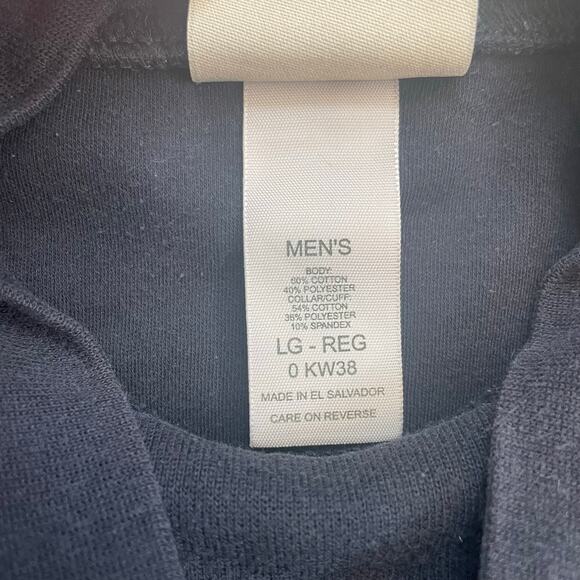 MEN'S
BODY:
60% COTTON
40% POLYESTER
COLLAR/CUFF:
54% COTTON
36% POLYESTER
10% SPANDEX
LG - REG
0 KW38
MADE IN EL SALVADOR
CARE ON REVERSE